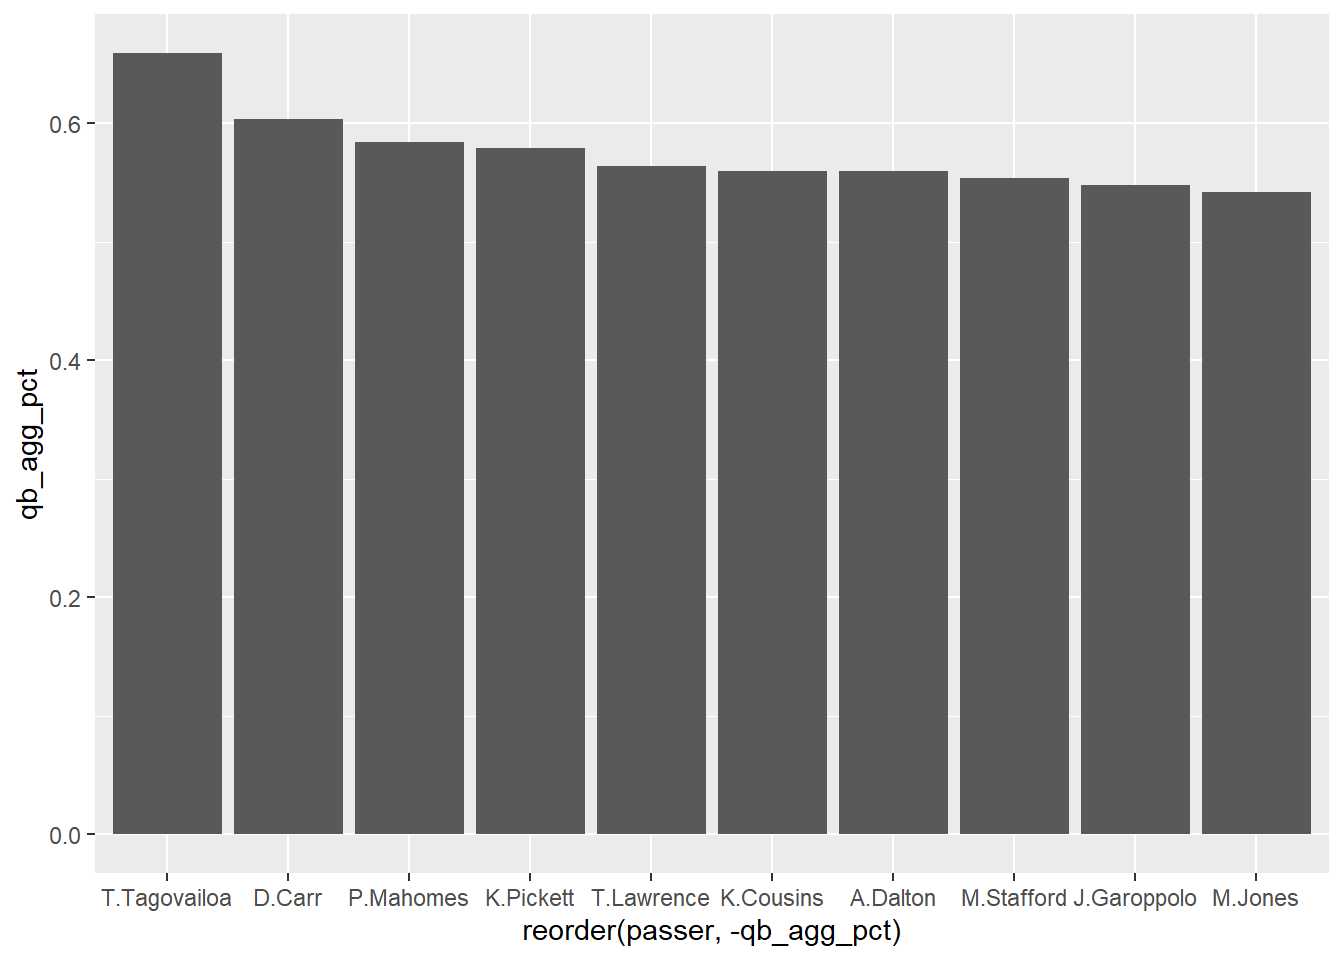 0.6
0.4
0.2
0.0
qb_agg_pct
T.Tagovailoa D.Carr P.Mahomes K.Pickett T.Lawrence K.Cousins A.Dalton M.Stafford J.Garoppolo M.Jones
reorder(passer, -qb_agg_pct)